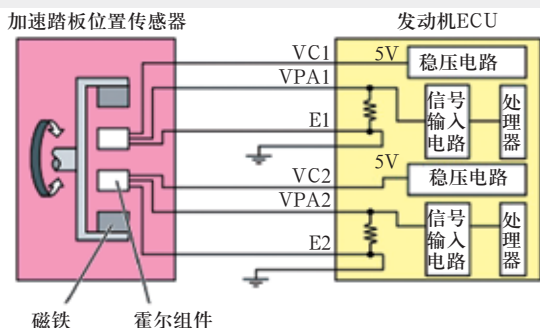 加速踏板位置传感器
发动机ECU
VC1
5V
稳压电路
VPA1
信号
输入
电路
处
理
器
E1
VC2
5V
稳压电路
VPA2
信号
输入
电路
处
理
器
E2
磁铁
霍尔组件